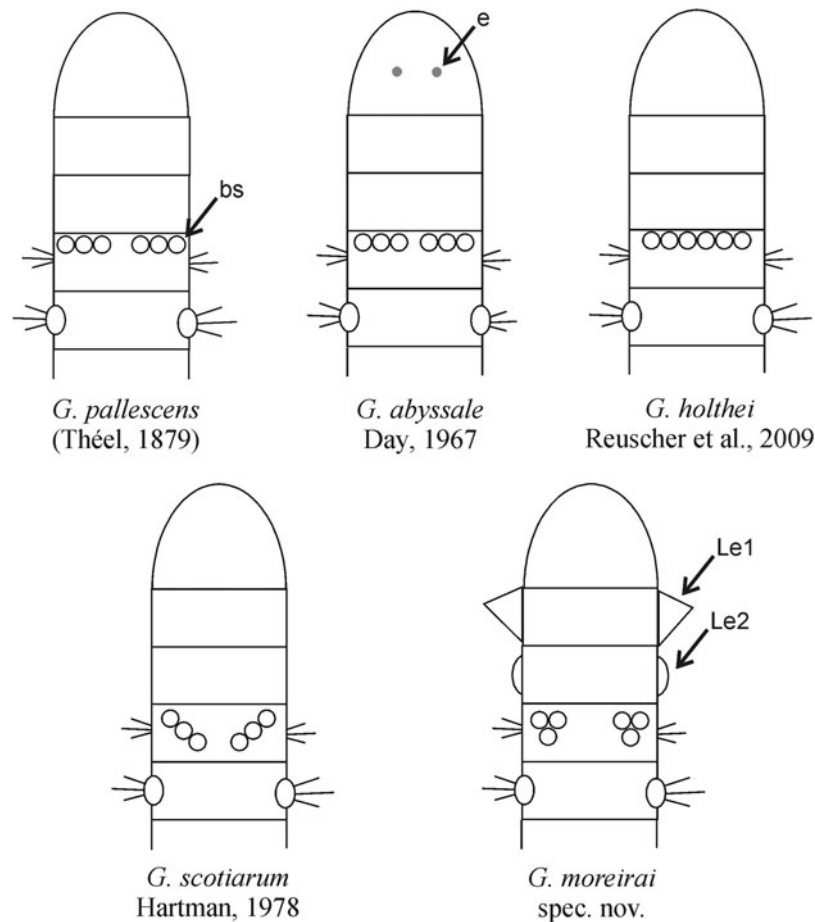 e
bs
G. pallescens
(Théel, 1879)
G. abyssale
Day, 1967
G. holthei
Reuscher et al., 2009
Le1
Le2
G. scotiarum
Hartman, 1978
G. moreirai
spec. nov.